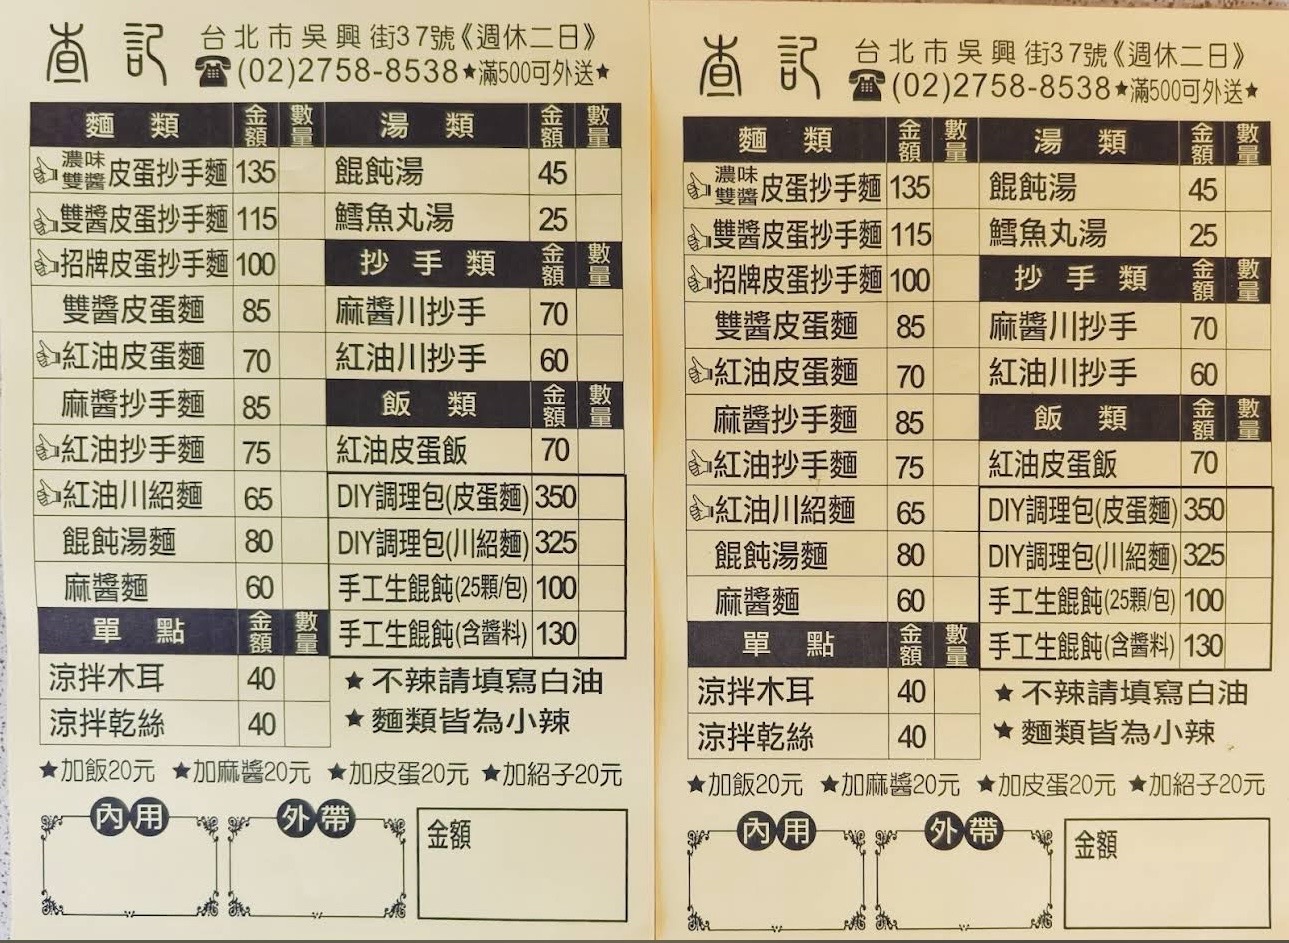 查記 台北市吳興街37號《週休二日》
☎(02)2758-8538★滿500可外送★
麵類 金額 數量
濃味雙醬皮蛋抄手麵 135
雙醬皮蛋抄手麵 115
招牌皮蛋抄手麵 100
雙醬皮蛋麵 85
紅油皮蛋麵 70
麻醬抄手麵 85
紅油抄手麵 75
紅油川紹麵 65
餛飩湯麵 80
麻醬麵 60
單點 金額 數量
涼拌木耳 40
涼拌乾絲 40
湯類 金額 數量
餛飩湯 45
鱈魚丸湯 25
抄手類 金額 數量
麻醬川抄手 70
紅油川抄手 60
飯類 金額 數量
紅油皮蛋飯 70
DIY調理包(皮蛋麵) 350
DIY調理包(川紹麵) 325
手工生餛飩(25顆/包) 100
手工生餛飩(含醬料) 130
★不辣請填寫白油
★麵類皆為小辣
★加飯20元 ★加麻醬20元 ★加皮蛋20元 ★加紹子20元
內用 外帶 金額
查記 台北市吳興街37號《週休二日》
☎(02)2758-8538★滿500可外送★
麵類 金額 數量
濃味雙醬皮蛋抄手麵 135
雙醬皮蛋抄手麵 115
招牌皮蛋抄手麵 100
雙醬皮蛋麵 85
紅油皮蛋麵 70
麻醬抄手麵 85
紅油抄手麵 75
紅油川紹麵 65
餛飩湯麵 80
麻醬麵 60
單點 金額 數量
涼拌木耳 40
涼拌乾絲 40
湯類 金額 數量
餛飩湯 45
鱈魚丸湯 25
抄手類 金額 數量
麻醬川抄手 70
紅油川抄手 60
飯類 金額 數量
紅油皮蛋飯 70
DIY調理包(皮蛋麵) 350
DIY調理包(川紹麵) 325
手工生餛飩(25顆/包) 100
手工生餛飩(含醬料) 130
★不辣請填寫白油
★麵類皆為小辣
★加飯20元 ★加麻醬20元 ★加皮蛋20元 ★加紹子20元
內用 外帶 金額